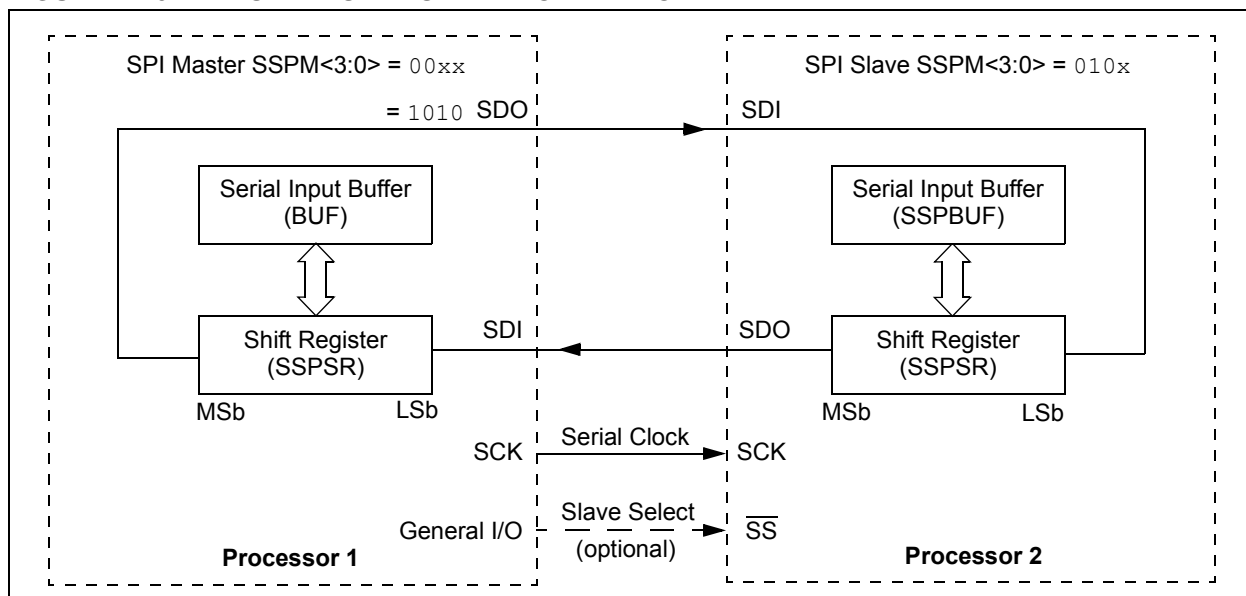 SPI Master SSPM<3:0> = 00xx
= 1010 SDO
Serial Input Buffer
(BUF)
SDI
Shift Register
(SSPSR)
MSb
LSb
SCK
General I/O
Processor 1
Serial Clock
Slave Select
(optional)
SPI Slave SSPM<3:0> = 010x
SDI
Serial Input Buffer
(SSPBUF)
SDO
Shift Register
(SSPSR)
MSb
LSb
SCK
S̅S̅
Processor 2